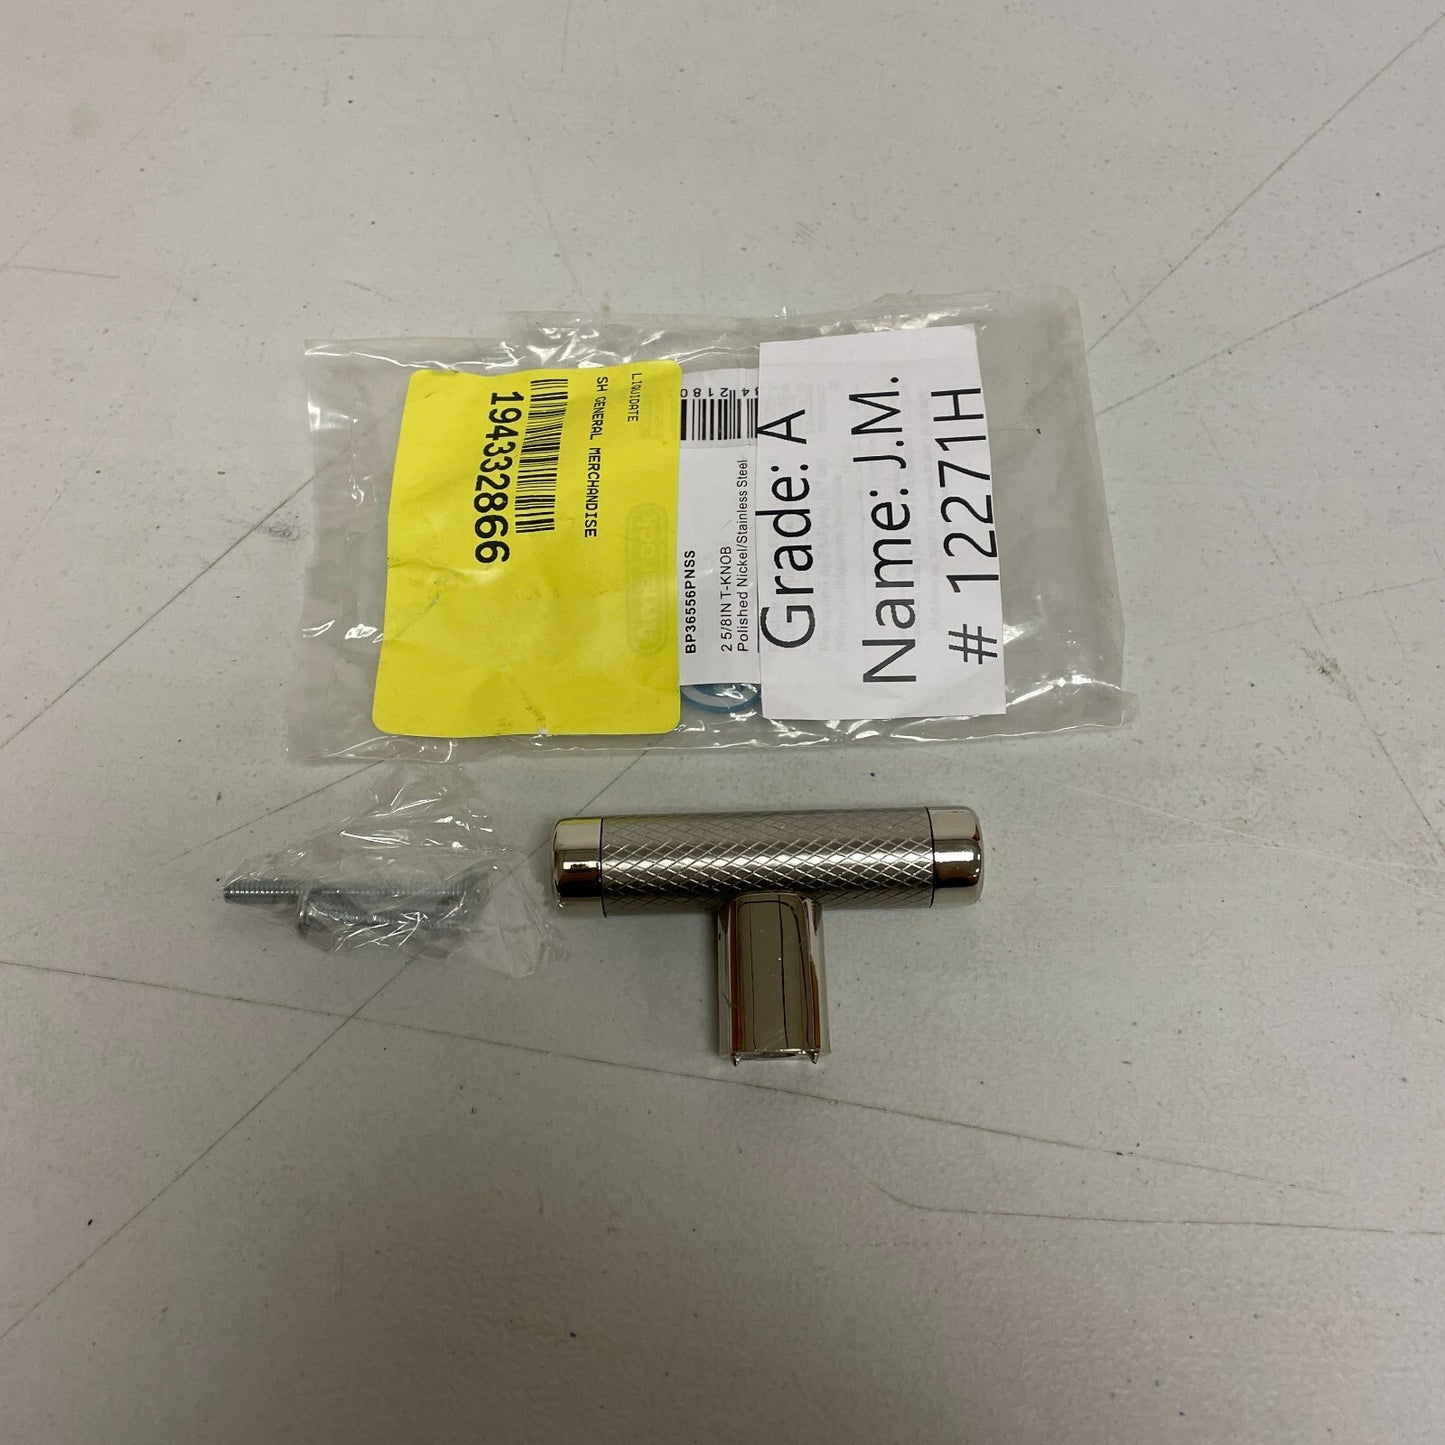 LIQUIDATE
SH GENERAL MERCHANDISE
194332866
BP36556PNSS
2 5/8IN T-KNOB
Polished Nickel/Stainless Steel
Grade: A
Name: J.M.
# 12271H